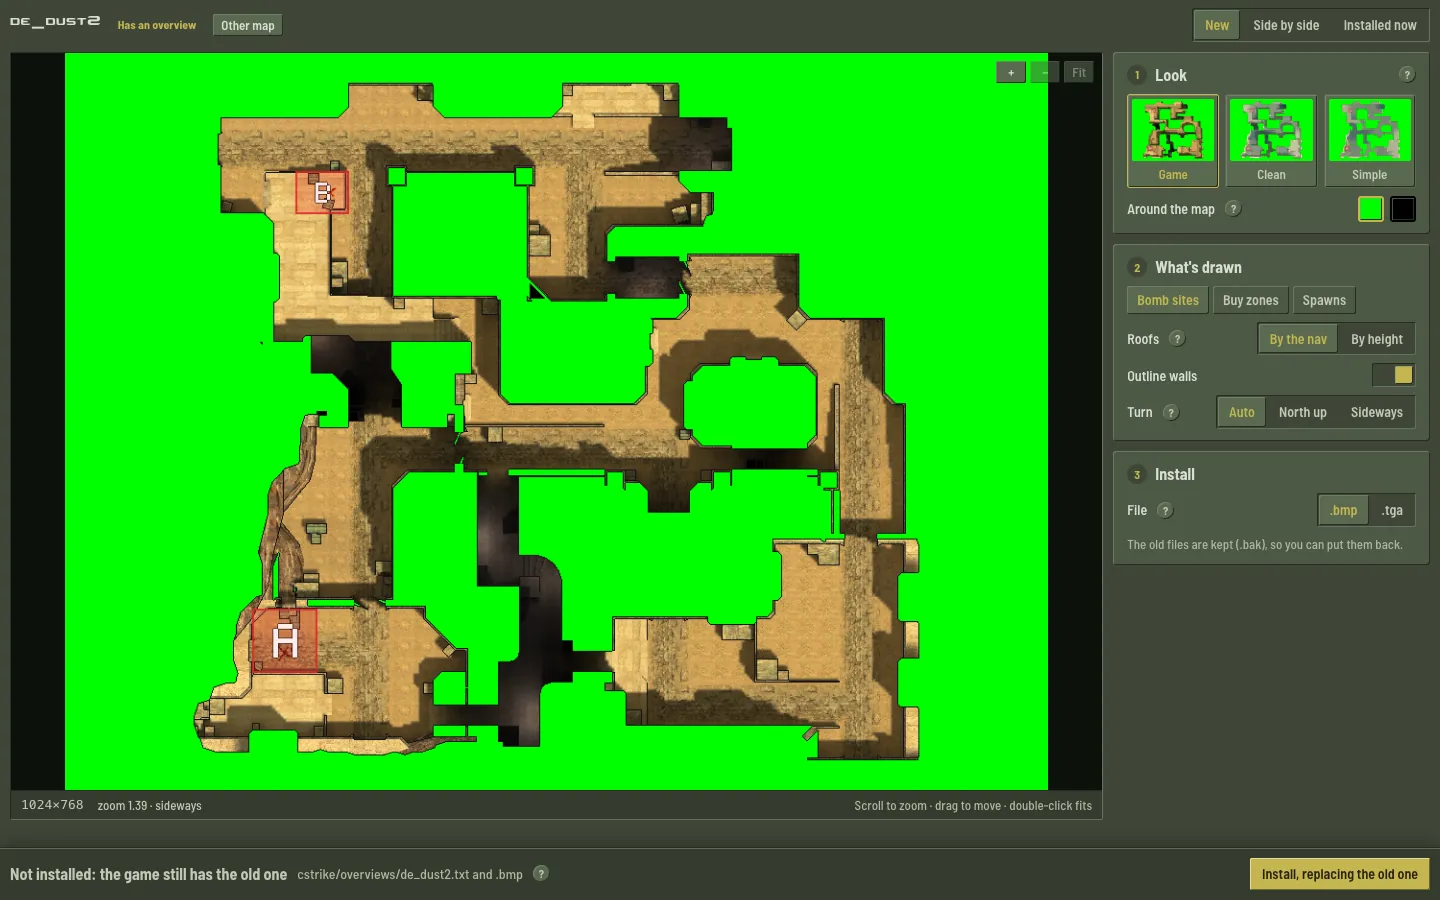 DE_DUST2 Has an overview Other map
New Side by side Installed now
+ − Fit
B
A
1024×768 zoom 1.39 · sideways
Scroll to zoom · drag to move · double-click fits
1 Look ?
Game Clean Simple
Around the map ?
2 What's drawn
Bomb sites Buy zones Spawns
Roofs ? By the nav By height
Outline walls
Turn ? Auto North up Sideways
3 Install
File ? .bmp .tga
The old files are kept (.bak), so you can put them back.
Not installed: the game still has the old one cstrike/overviews/de_dust2.txt and .bmp ?
Install, replacing the old one